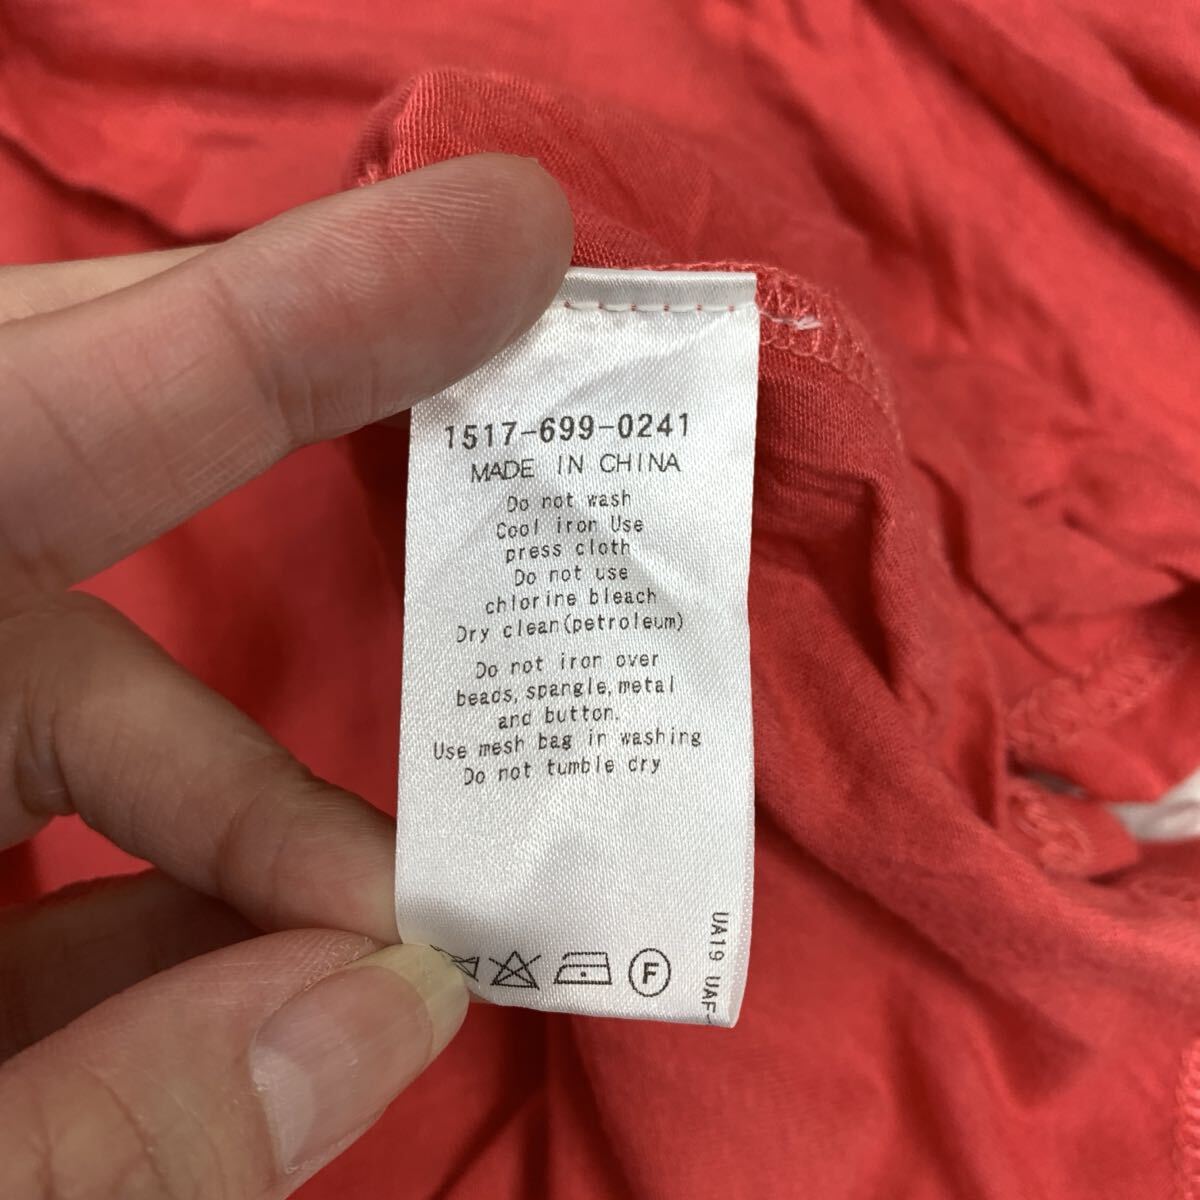 1517-699-0241
MADE IN CHINA
Do not wash
Cool iron Use
press cloth
Do not use
chlorine bleach
Dry clean(petroleum)
Do not iron over
beads,spangle,metal
and button.
Use mesh bag in washing
Do not tumble dry
F
UA19 UAF-